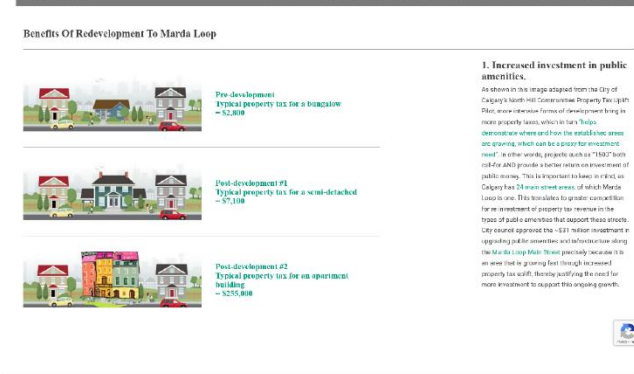 Benefits Of Redevelopment To Marda Loop
Pre-development
Typical property tax for a bungalow
= $2,800
Post-development #1
Typical property tax for a semi-detached
= $7,100
Post-development #2
Typical property tax for an apartment
building
= $255,000
1. Increased investment in public
amenities.
As shown in this image adapted from the City of
Calgary's North Hill Communities Property Tax Uplift
Pilot, more intensive forms of development bring in
more property taxes, which in turn "helps
demonstrate where and how the established areas
are growing, which can be a proxy for investment
need". In other words, projects such as "1600" both
call-for AND provide a better return on investment of
public money. This is important to keep in mind, as
Calgary has 24 main street areas, of which Marda
Loop is one. This translates to greater competition
for re-investment of property tax revenue in the
types of public amenities that support these streets.
City council approved the ~$31 million investment in
upgrading public amenities and infrastructure along
the Marda Loop Main Street precisely because it is
an area that is growing fast through increased
property tax uplift, thereby justifying the need for
more investment to support this ongoing growth.